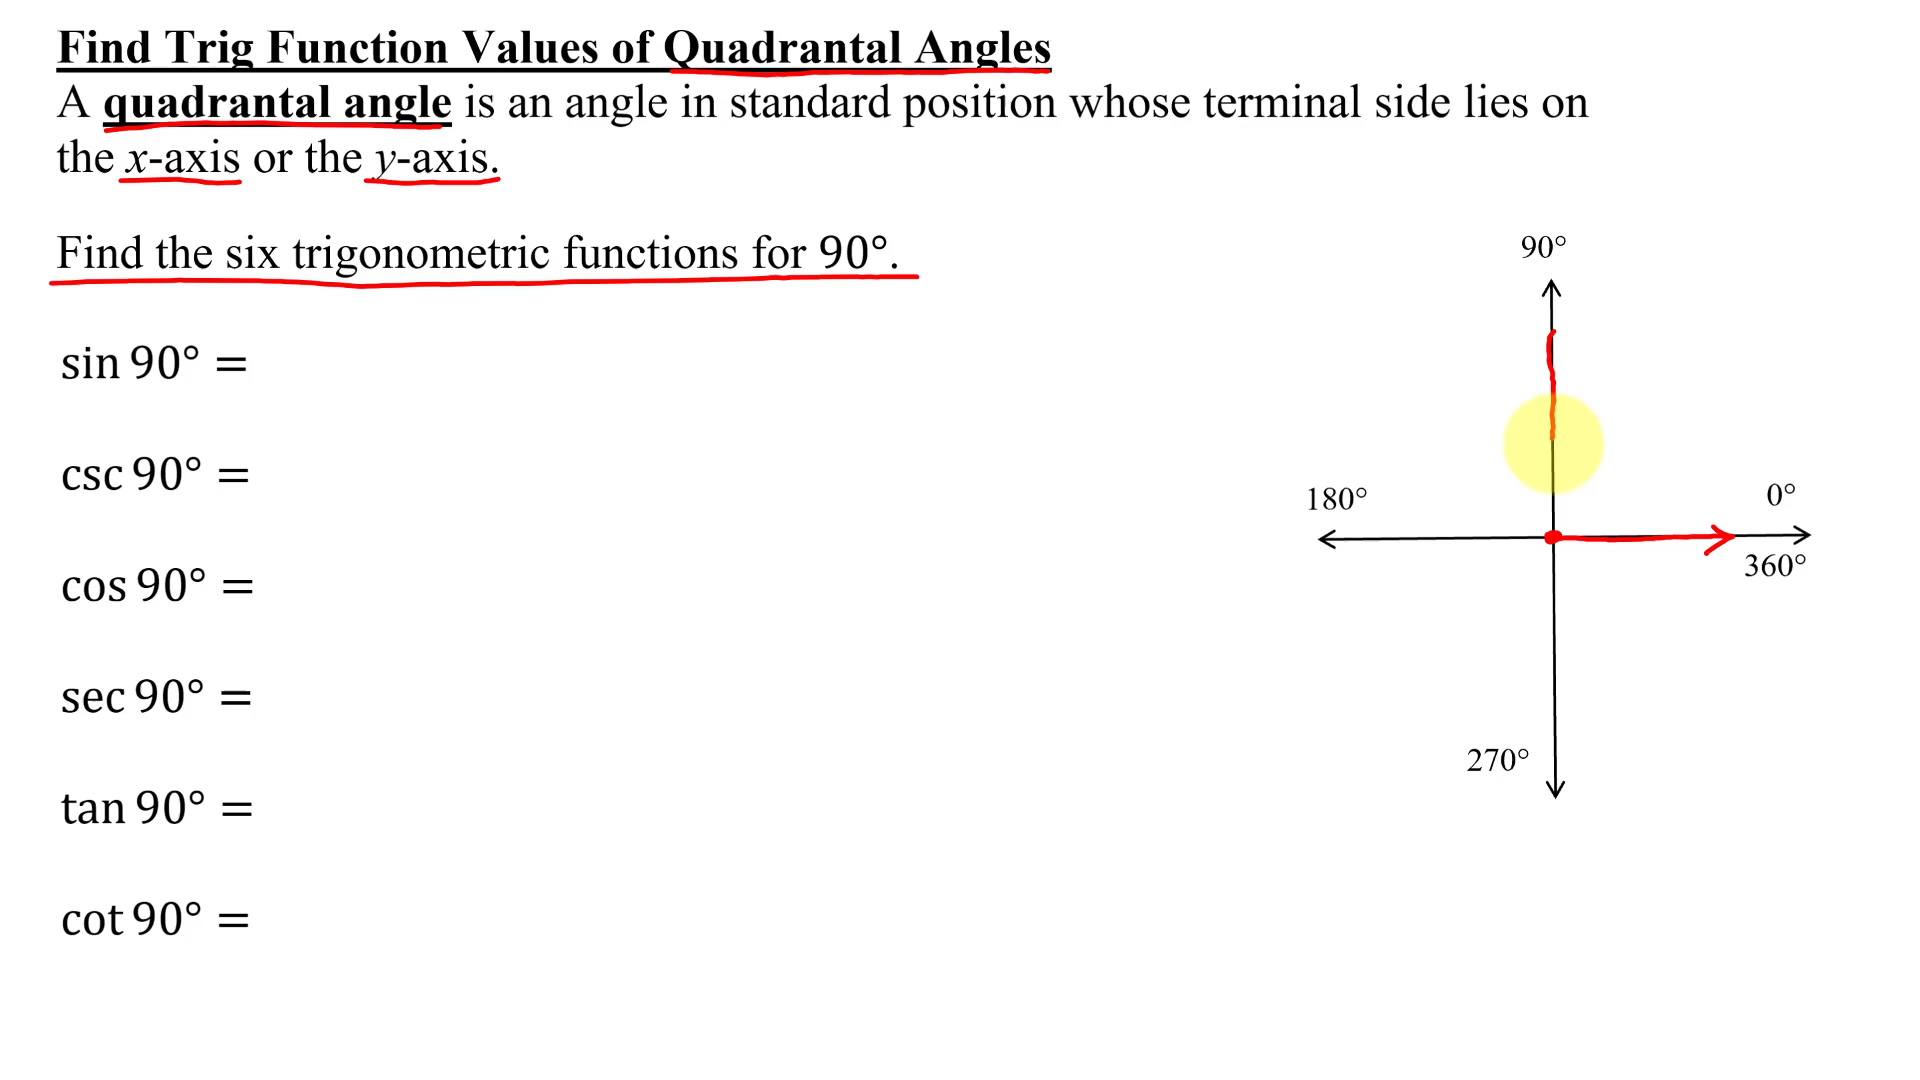 Find Trig Function Values of Quadrantal Angles
A quadrantal angle is an angle in standard position whose terminal side lies on
the x-axis or the y-axis.
Find the six trigonometric functions for 90°.
sin 90° =
csc 90° =
cos 90° =
sec 90° =
tan 90° =
cot 90° =
90°
180°
0°
360°
270°